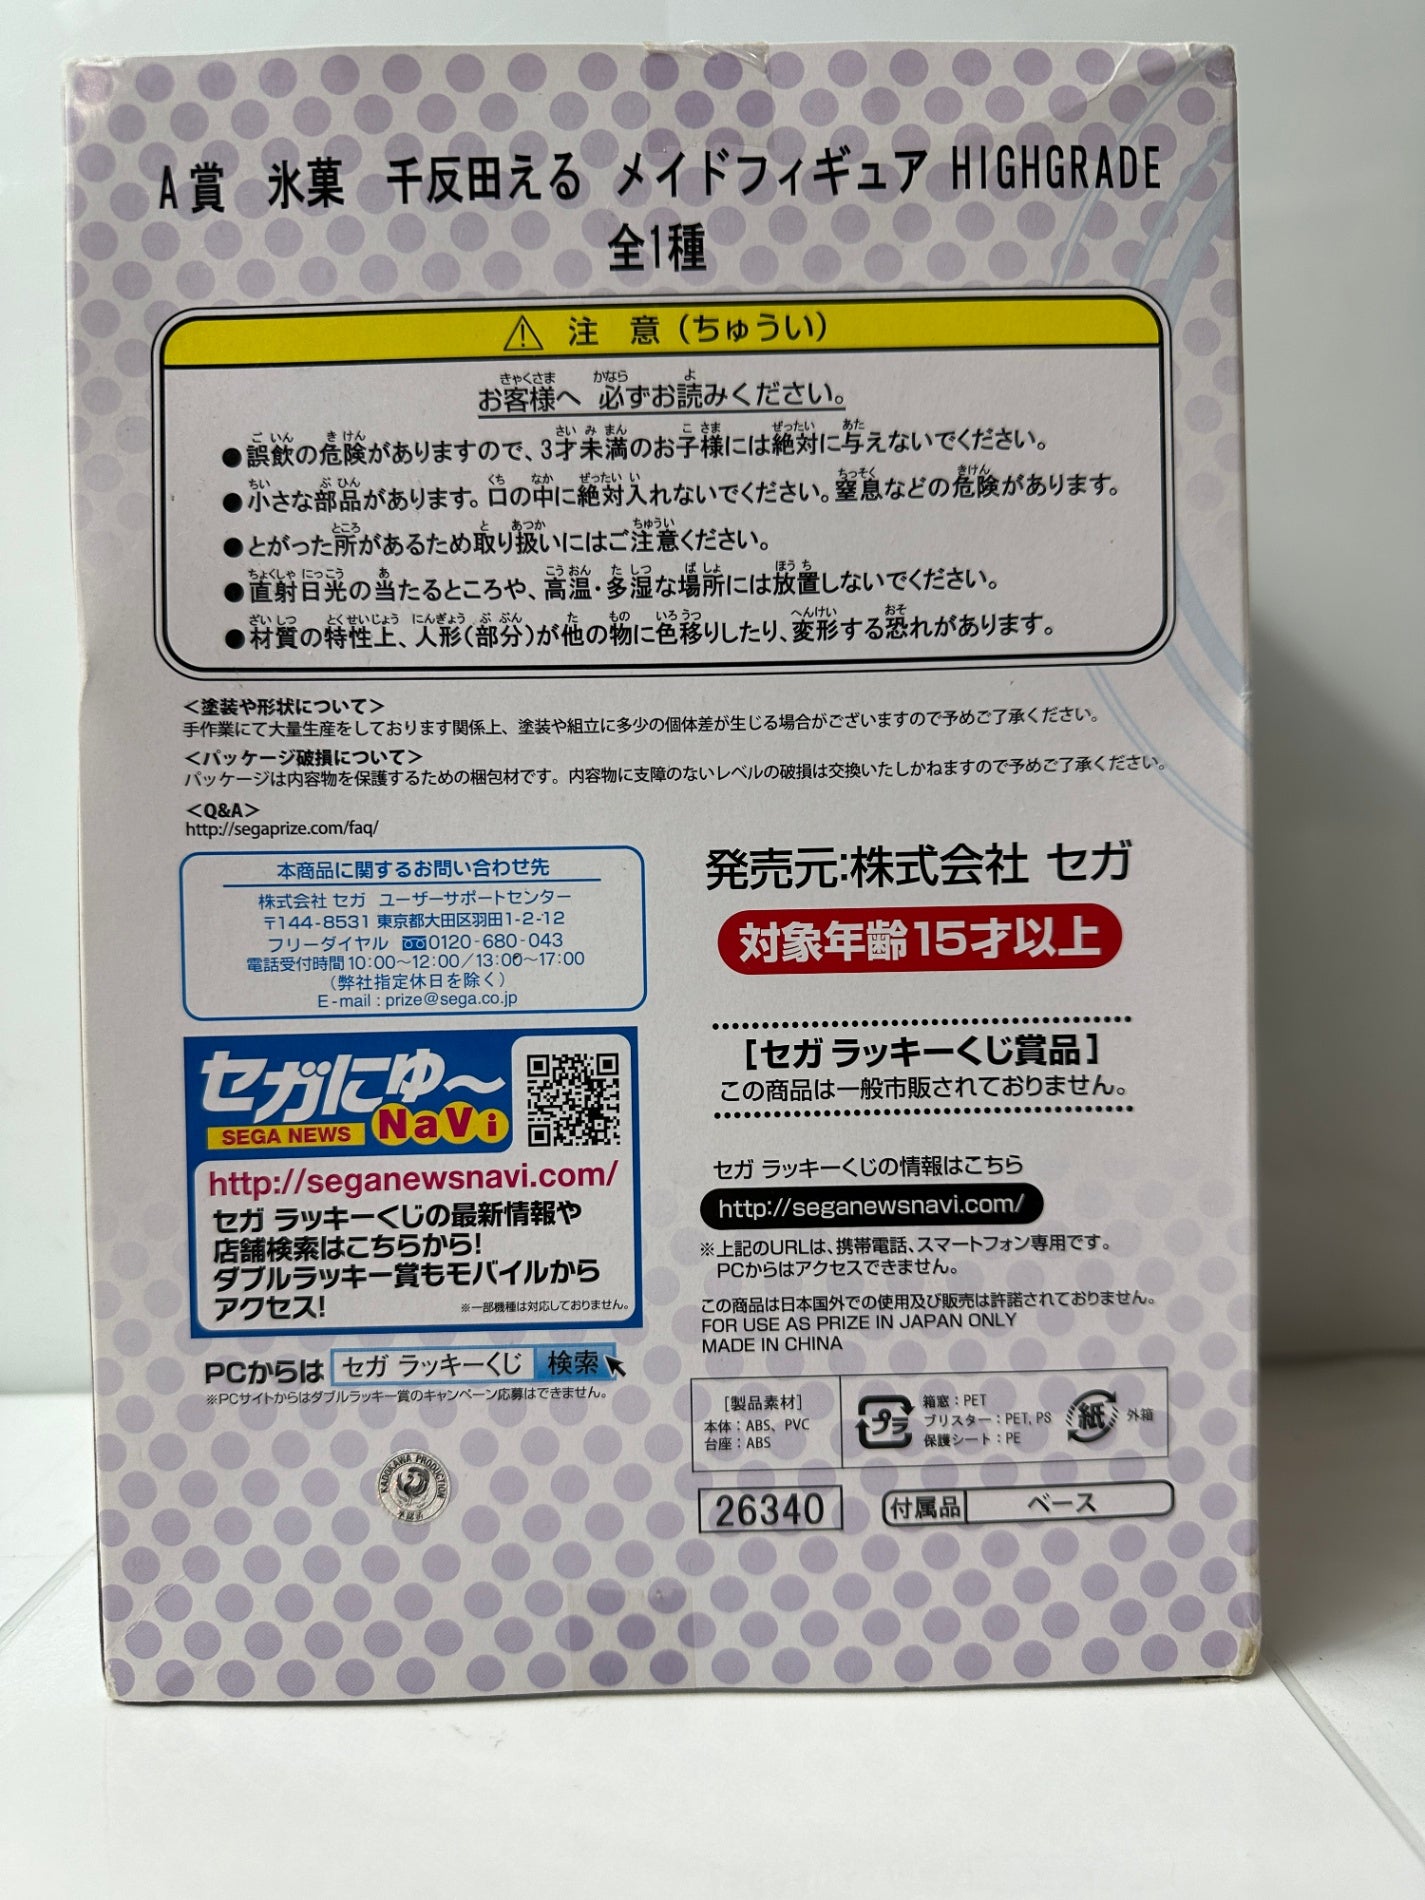 A賞　氷菓　千反田える　メイドフィギュア HIGHGRADE
全1種
注　意（ちゅうい）
お客様へ 必ずお読みください。
●誤飲の危険がありますので、3才未満のお子様には絶対に与えないでください。
●小さな部品があります。口の中に絶対入れないでください。窒息などの危険があります。
●とがった所があるため取り扱いにはご注意ください。
●直射日光の当たるところや、高温・多湿な場所には放置しないでください。
●材質の特性上、人形（部分）が他の物に色移りしたり、変形する恐れがあります。
＜塗装や形状について＞
手作業にて大量生産をしております関係上、塗装や組立に多少の個体差が生じる場合がございますので予めご了承ください。
＜パッケージ破損について＞
パッケージは内容物を保護するための梱包材です。内容物に支障のないレベルの破損は交換いたしかねますので予めご了承ください。
＜Q&A＞
http://segaprize.com/faq/
本商品に関するお問い合わせ先
株式会社 セガ ユーザーサポートセンター
〒144-8531 東京都大田区羽田1-2-12
フリーダイヤル 0120-680-043
電話受付時間 10:00〜12:00／13:00〜17:00
（弊社指定休日を除く）
E-mail : prize@sega.co.jp
セガにゅ〜
SEGA NEWS NaVi
http://seganewsnavi.com/
セガ ラッキーくじの最新情報や
店舗検索はこちらから!
ダブルラッキー賞もモバイルから
アクセス!
※一部機種は対応しておりません。
PCからは セガ ラッキーくじ 検索
※PCサイトからはダブルラッキー賞のキャンペーン応募はできません。
KADOKAWA PRODUCTION
発売元:株式会社 セガ
対象年齢15才以上
[セガ ラッキーくじ賞品]
この商品は一般市販されておりません。
セガ ラッキーくじの情報はこちら
http://seganewsnavi.com/
※上記のURLは、携帯電話、スマートフォン専用です。
PCからはアクセスできません。
この商品は日本国外での使用及び販売は許諾されておりません。
FOR USE AS PRIZE IN JAPAN ONLY
MADE IN CHINA
［製品素材］
本体：ABS、PVC
台座：ABS
プラ
箱窓：PET
ブリスター：PET, PS
保護シート：PE
紙 外箱
26340
付属品 ベース